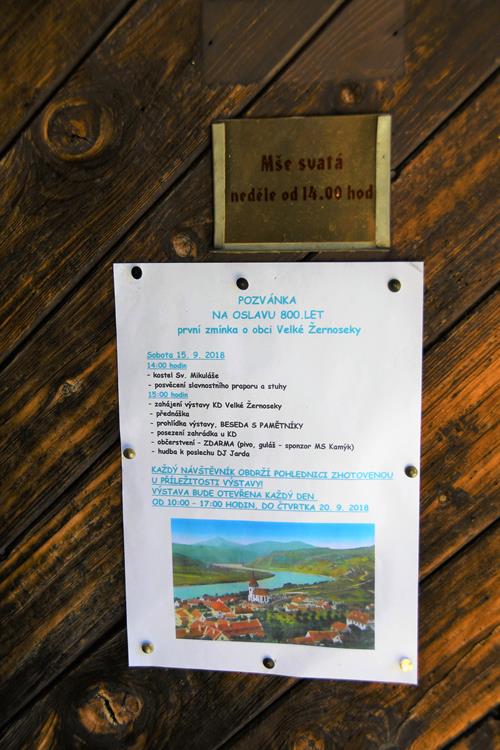 Mše svatá
neděle od 14.00 hod
POZVÁNKA
NA OSLAVU 800.LET
první zmínka o obci Velké Žernoseky
Sobota 15. 9. 2018
14:00 hodin
- kostel Sv. Mikuláše
- posvěcení slavnostního praporu a stuhy
15:00 hodin
- zahájení výstavy KD Velké Žernoseky
- přednáška
- prohlídka výstavy, BESEDA S PAMĚTNÍKY
- posezení zahrádka u KD
- občerstvení - ZDARMA (pivo, guláš - sponzor MS Kamýk)
- hudba k poslechu DJ Jarda
KAŽDÝ NÁVŠTĚVNÍK OBDRŽÍ POHLEDNICI ZHOTOVENOU
U PŘÍLEŽITOSTI VÝSTAVY!
VÝSTAVA BUDE OTEVŘENA KAŽDÝ DEN
OD 10:00 - 17:00 HODIN, DO ČTVRTKA 20. 9. 2018